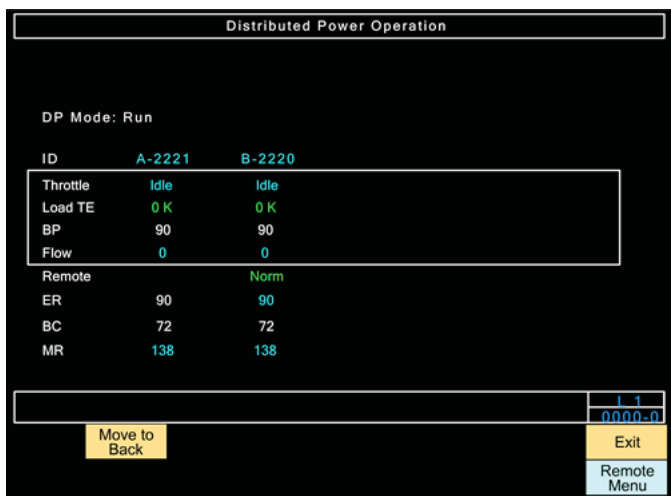 Distributed Power Operation
DP Mode: Run
ID A-2221 B-2220
Throttle Idle Idle
Load TE 0 K 0 K
BP 90 90
Flow 0 0
Remote Norm
ER 90 90
BC 72 72
MR 138 138
L 1
0000-0
Move to
Back
Exit
Remote
Menu